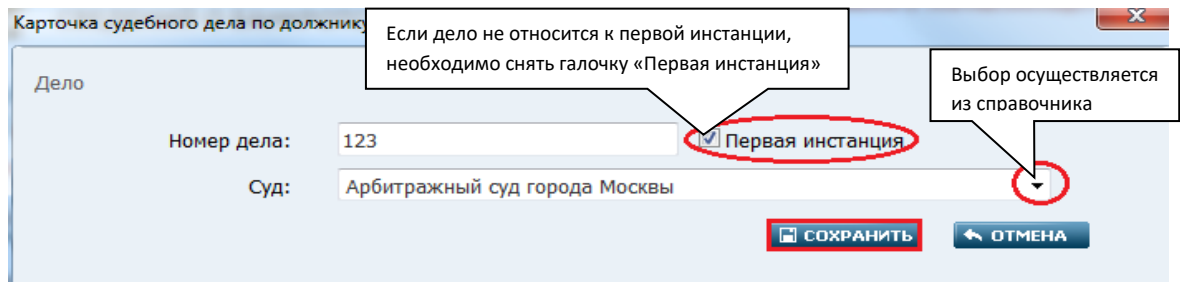 Карточка судебного дела по должнику
Если дело не относится к первой инстанции,
необходимо снять галочку «Первая инстанция»
Выбор осуществляется
из справочника
Дело
Номер дела: 123 Первая инстанция
Суд: Арбитражный суд города Москвы
СОХРАНИТЬ ОТМЕНА